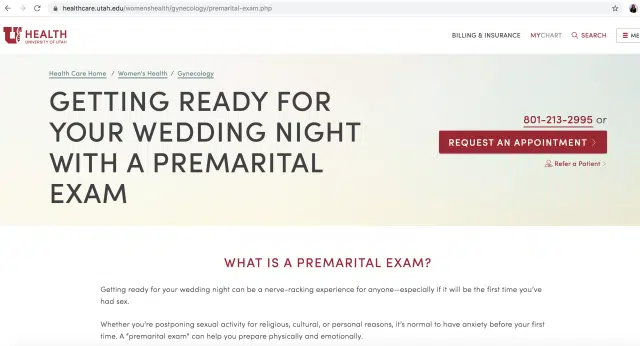 healthcare.utah.edu/womenshealth/gynecology/premarital-exam.php
U HEALTH
UNIVERSITY OF UTAH
BILLING & INSURANCE MYCHART SEARCH ME
Health Care Home / Women's Health / Gynecology
GETTING READY FOR
YOUR WEDDING NIGHT
WITH A PREMARITAL
EXAM
801-213-2995 or
REQUEST AN APPOINTMENT >
Refer a Patient >
WHAT IS A PREMARITAL EXAM?
Getting ready for your wedding night can be a nerve-racking experience for anyone—especially if it will be the first time you've
had sex.
Whether you're postponing sexual activity for religious, cultural, or personal reasons, it's normal to have anxiety before your first
time. A "premarital exam" can help you prepare physically and emotionally.